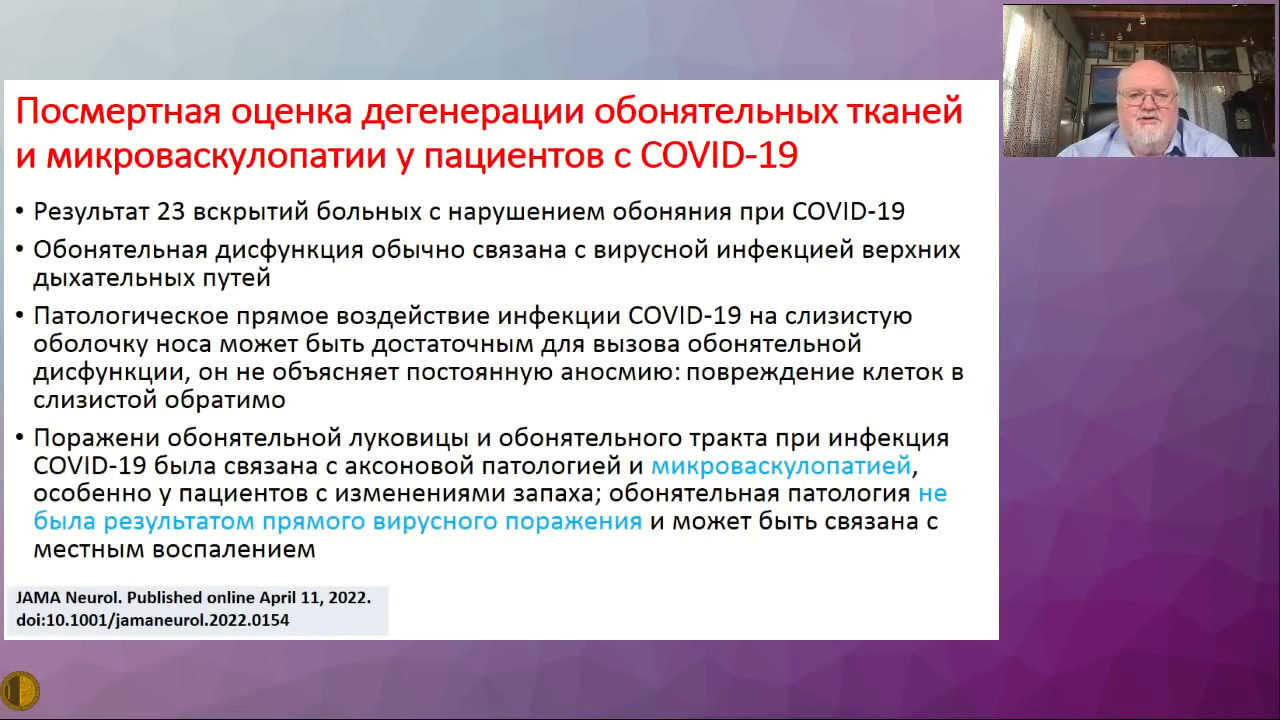 Посмертная оценка дегенерации обонятельных тканей
и микроваскулопатии у пациентов с COVID-19
• Результат 23 вскрытий больных с нарушением обоняния при COVID-19
• Обонятельная дисфункция обычно связана с вирусной инфекцией верхних
дыхательных путей
• Патологическое прямое воздействие инфекции COVID-19 на слизистую
оболочку носа может быть достаточным для вызова обонятельной
дисфункции, он не объясняет постоянную аносмию: повреждение клеток в
слизистой обратимо
• Поражени обонятельной луковицы и обонятельного тракта при инфекция
COVID-19 была связана с аксоновой патологией и микроваскулопатией,
особенно у пациентов с изменениями запаха; обонятельная патология не
была результатом прямого вирусного поражения и может быть связана с
местным воспалением
JAMA Neurol. Published online April 11, 2022.
doi:10.1001/jamaneurol.2022.0154